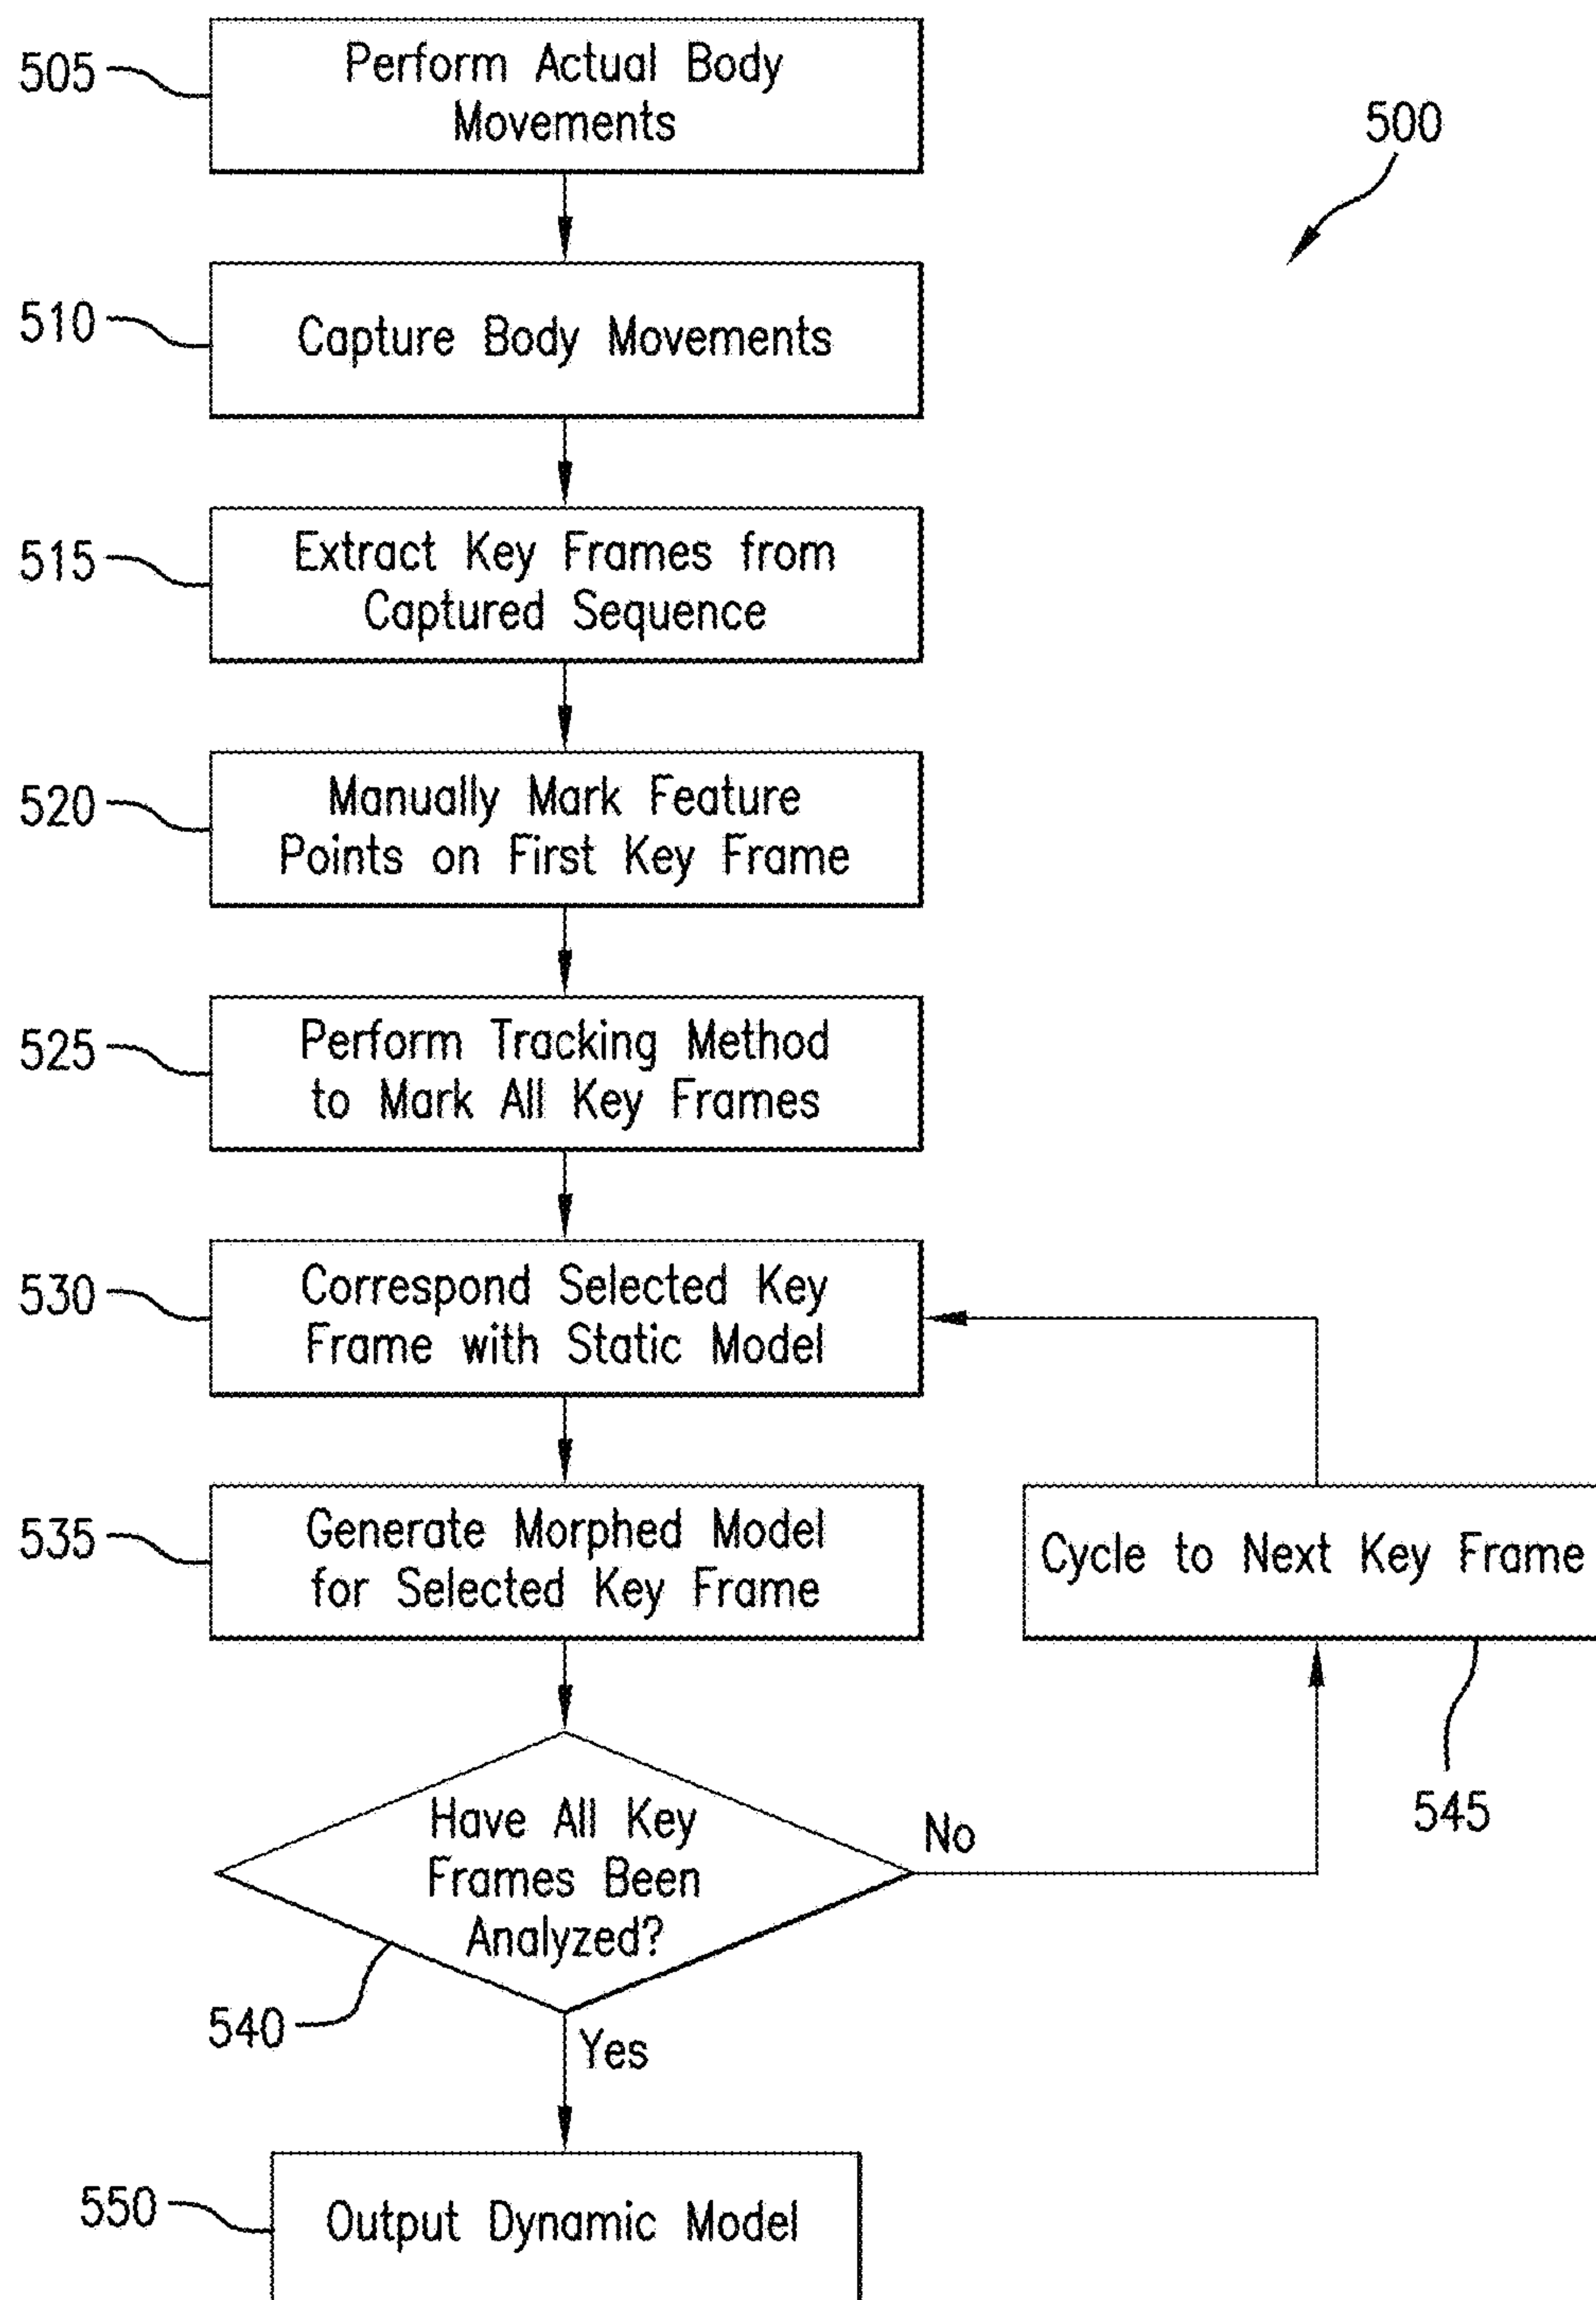 505
Perform Actual Body
Movements
500
510
Capture Body Movements
515
Extract Key Frames from
Captured Sequence
520
Manually Mark Feature
Points on First Key Frame
525
Perform Tracking Method
to Mark All Key Frames
530
Correspond Selected Key
Frame with Static Model
535
Generate Morphed Model
for Selected Key Frame
Cycle to Next Key Frame
545
Have All Key
Frames Been
Analyzed?
No
540
Yes
550
Output Dynamic Model